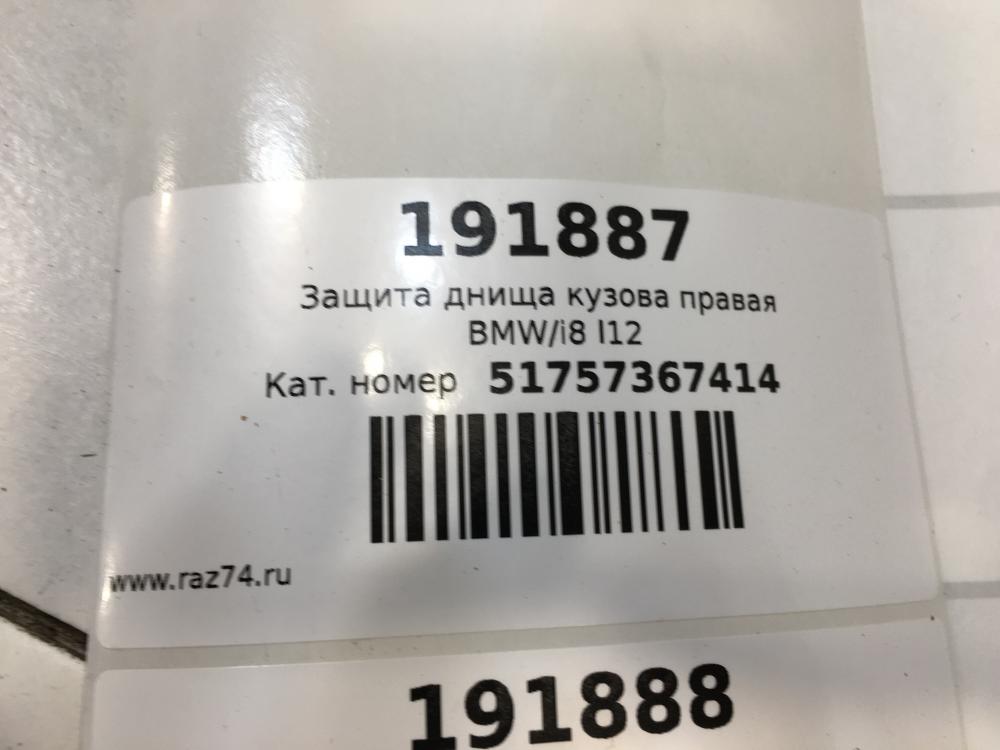 191887
Защита днища кузова правая
BMW/i8 I12
Кат. номер 51757367414
www.raz74.ru
191888